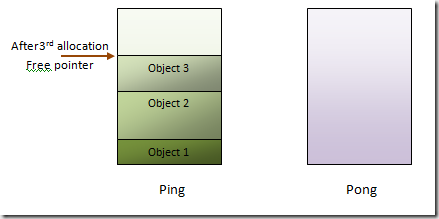 After3rd allocation
Free pointer
Object 3
Object 2
Object 1
Ping
Pong